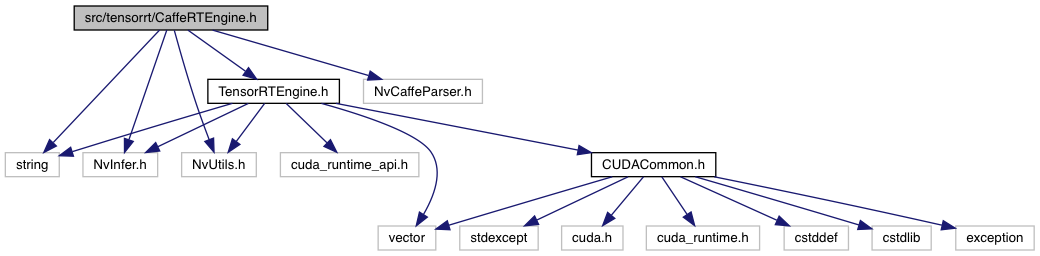 src/tensorrt/CaffeRTEngine.h
TensorRTEngine.h
NvCaffeParser.h
string
NvInfer.h
NvUtils.h
cuda_runtime_api.h
CUDACommon.h
vector
stdexcept
cuda.h
cuda_runtime.h
cstddef
cstdlib
exception